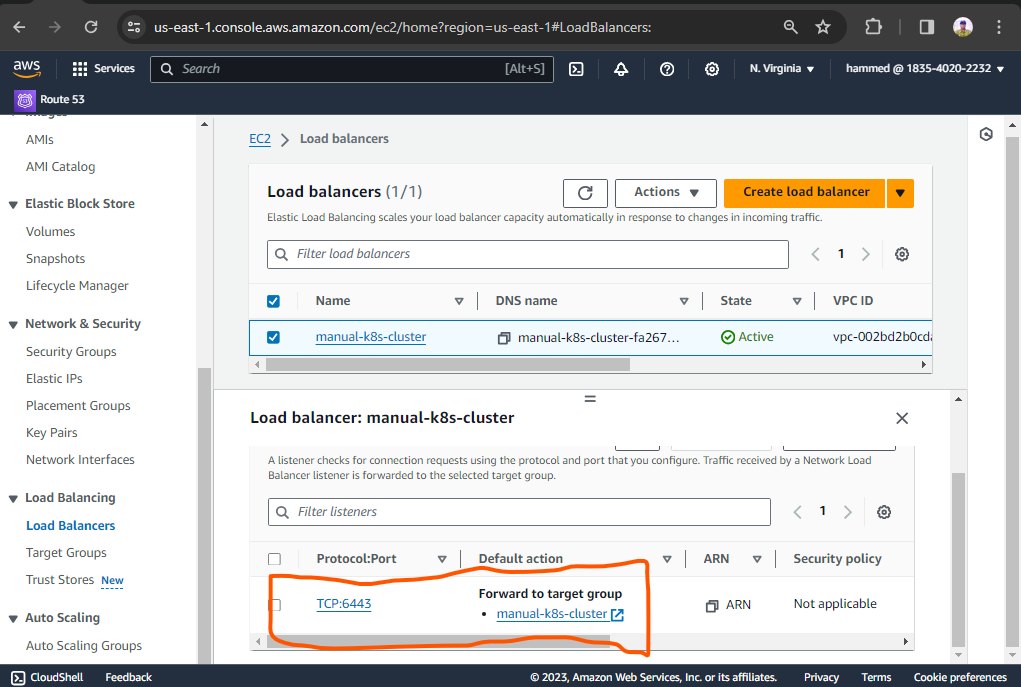 us-east-1.console.aws.amazon.com/ec2/home?region=us-east-1#LoadBalancers:
aws
Services
Search
[Alt+S]
N. Virginia
hammed @ 1835-4020-2232
Route 53
Images
AMIs
AMI Catalog
Elastic Block Store
Volumes
Snapshots
Lifecycle Manager
Network & Security
Security Groups
Elastic IPs
Placement Groups
Key Pairs
Network Interfaces
Load Balancing
Load Balancers
Target Groups
Trust Stores New
Auto Scaling
Auto Scaling Groups
EC2
Load balancers
Load balancers (1/1)
Actions
Create load balancer
Elastic Load Balancing scales your load balancer capacity automatically in response to changes in incoming traffic.
Filter load balancers
1
Name
DNS name
State
VPC ID
manual-k8s-cluster
manual-k8s-cluster-fa267...
Active
vpc-002bd2b0cda
Load balancer: manual-k8s-cluster
A listener checks for connection requests using the protocol and port that you configure. Traffic received by a Network Load
Balancer listener is forwarded to the selected target group.
Filter listeners
1
Protocol:Port
Default action
ARN
Security policy
TCP:6443
Forward to target group
• manual-k8s-cluster
ARN
Not applicable
CloudShell
Feedback
© 2023, Amazon Web Services, Inc. or its affiliates.
Privacy
Terms
Cookie preferences